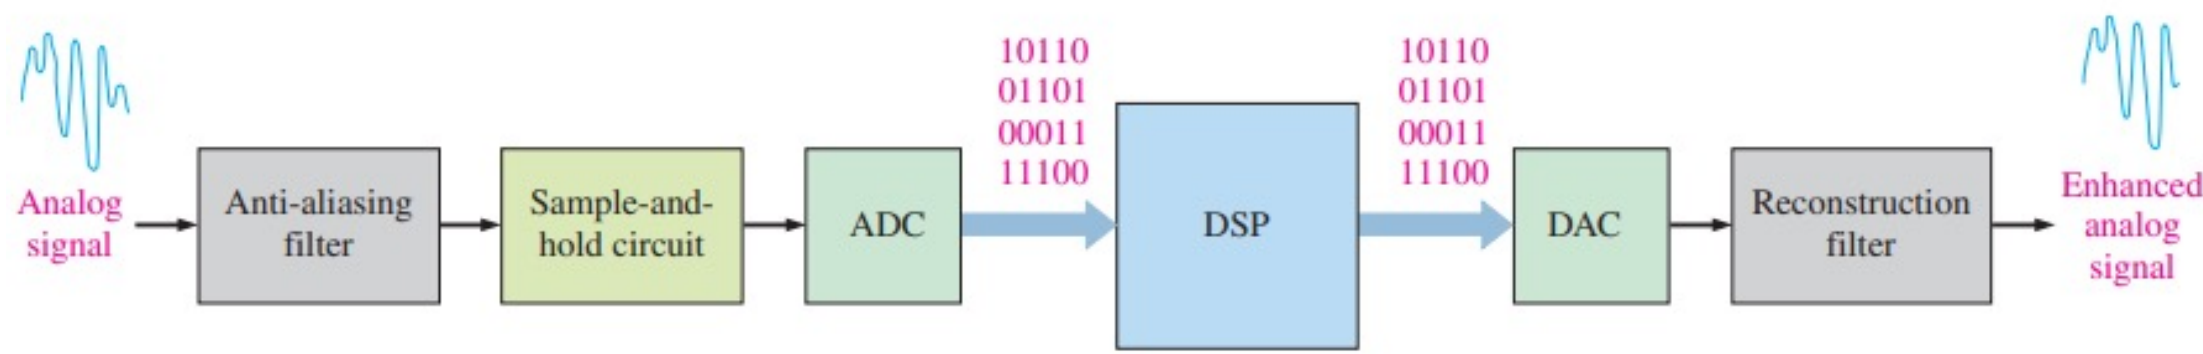 Analog
signal
Anti-aliasing
filter
Sample-and-
hold circuit
ADC
10110
01101
00011
11100
DSP
10110
01101
00011
11100
DAC
Reconstruction
filter
Enhanced
analog
signal